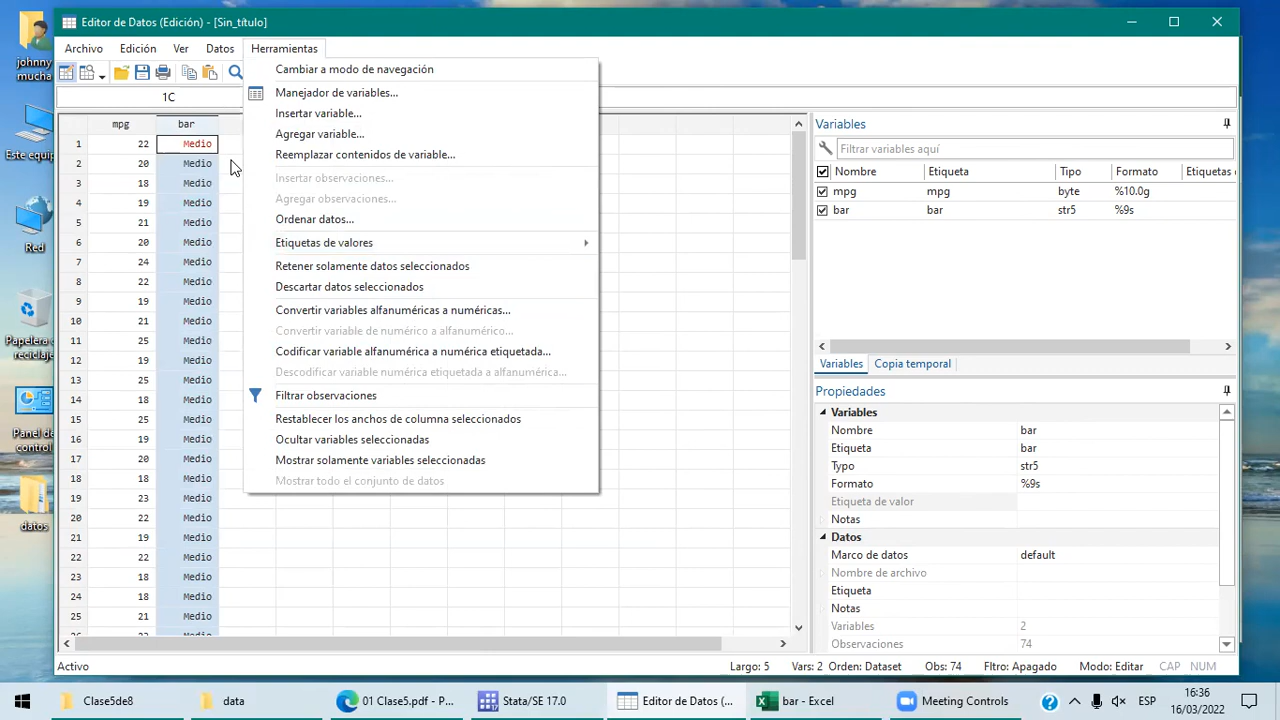 Editor de Datos (Edición) - [Sin_título]
Archivo Edición Ver Datos Herramientas
1C
Cambiar a modo de navegación
Manejador de variables...
Insertar variable...
Agregar variable...
Reemplazar contenidos de variable...
Insertar observaciones...
Agregar observaciones...
Ordenar datos...
Etiquetas de valores
Retener solamente datos seleccionados
Descartar datos seleccionados
Convertir variables alfanuméricas a numéricas...
Convertir variable de numérico a alfanumérico...
Codificar variable alfanumérica a numérica etiquetada...
Descodificar variable numérica etiquetada a alfanumérica...
Filtrar observaciones
Restablecer los anchos de columna seleccionados
Ocultar variables seleccionadas
Mostrar solamente variables seleccionadas
Mostrar todo el conjunto de datos
mpg bar
1 22 Medio
2 20 Medio
3 18 Medio
4 19 Medio
5 21 Medio
6 20 Medio
7 24 Medio
8 22 Medio
9 19 Medio
10 21 Medio
11 25 Medio
12 19 Medio
13 25 Medio
14 18 Medio
15 25 Medio
16 19 Medio
17 20 Medio
18 18 Medio
19 23 Medio
20 22 Medio
21 19 Medio
22 22 Medio
23 18 Medio
24 18 Medio
25 21 Medio
26 22 Medio
Variables
Filtrar variables aquí
Nombre Etiqueta Tipo Formato Etiquetas
mpg mpg byte %10.0g
bar bar str5 %9s
Variables Copia temporal
Propiedades
Variables
Nombre bar
Etiqueta bar
Typo str5
Formato %9s
Etiqueta de valor
Notas
Datos
Marco de datos default
Nombre de archivo
Etiqueta
Notas
Variables 2
Observaciones 74
Activo Largo: 5 Vars: 2 Orden: Dataset Obs: 74 Fltro: Apagado Modo: Editar CAP NUM
johnny
mucha
Este equip
Red
Papelera
reciclaj
Panel de
control
datos
Clase5de8 data 01 Clase5.pdf - P... Stata/SE 17.0 Editor de Datos (... bar - Excel Meeting Controls ESP 16:36
16/03/2022